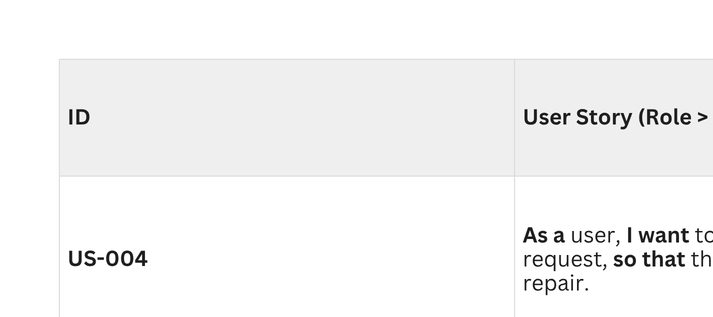 ID
User Story (Role >
US-004
As a user, I want to
request, so that th
repair.